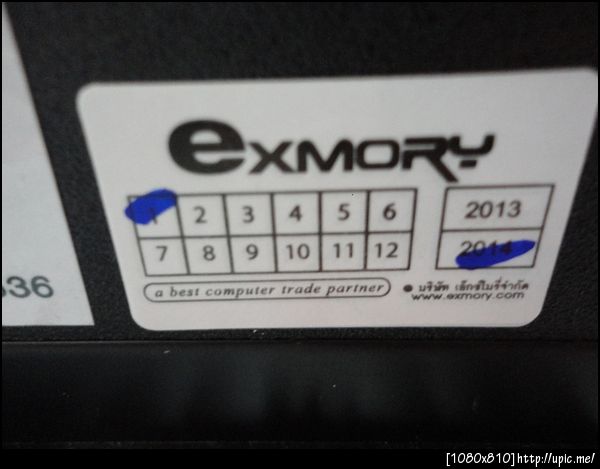 exmory
1 2 3 4 5 6
2013
7 8 9 10 11 12
2014
a best computer trade partner
บริษัท เอ็กซ์โมรี่จำกัด
www.exmory.com
36
[1080x810]http://upic.me/